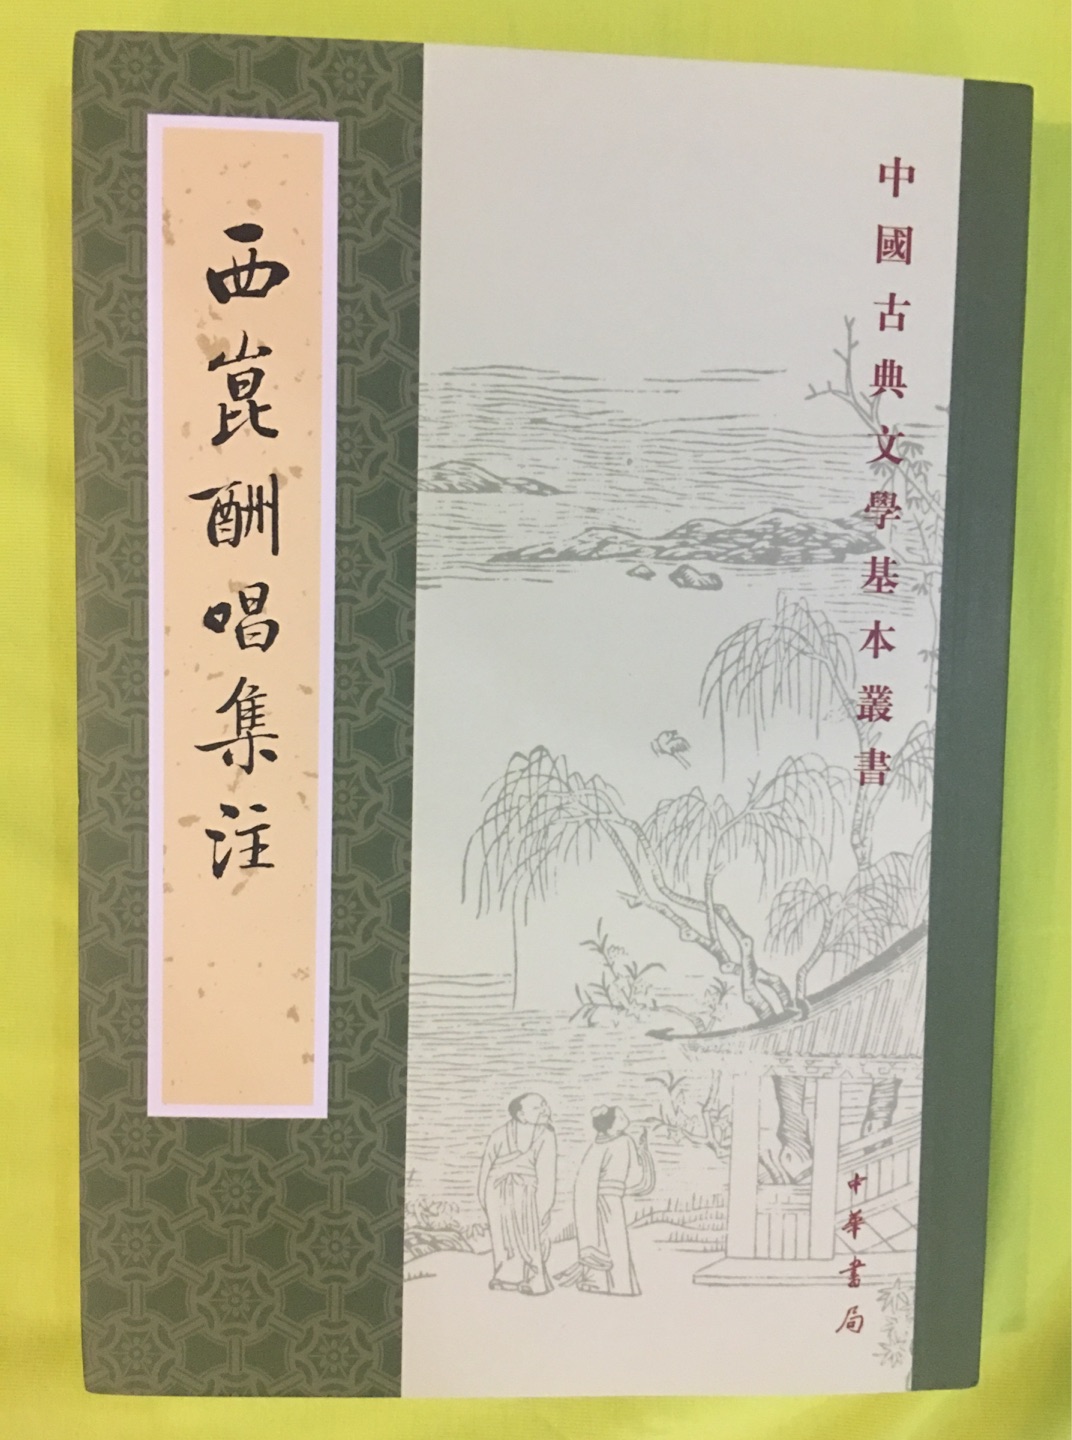 中國古典文學基本叢書
西崑酬唱集注
中華書局